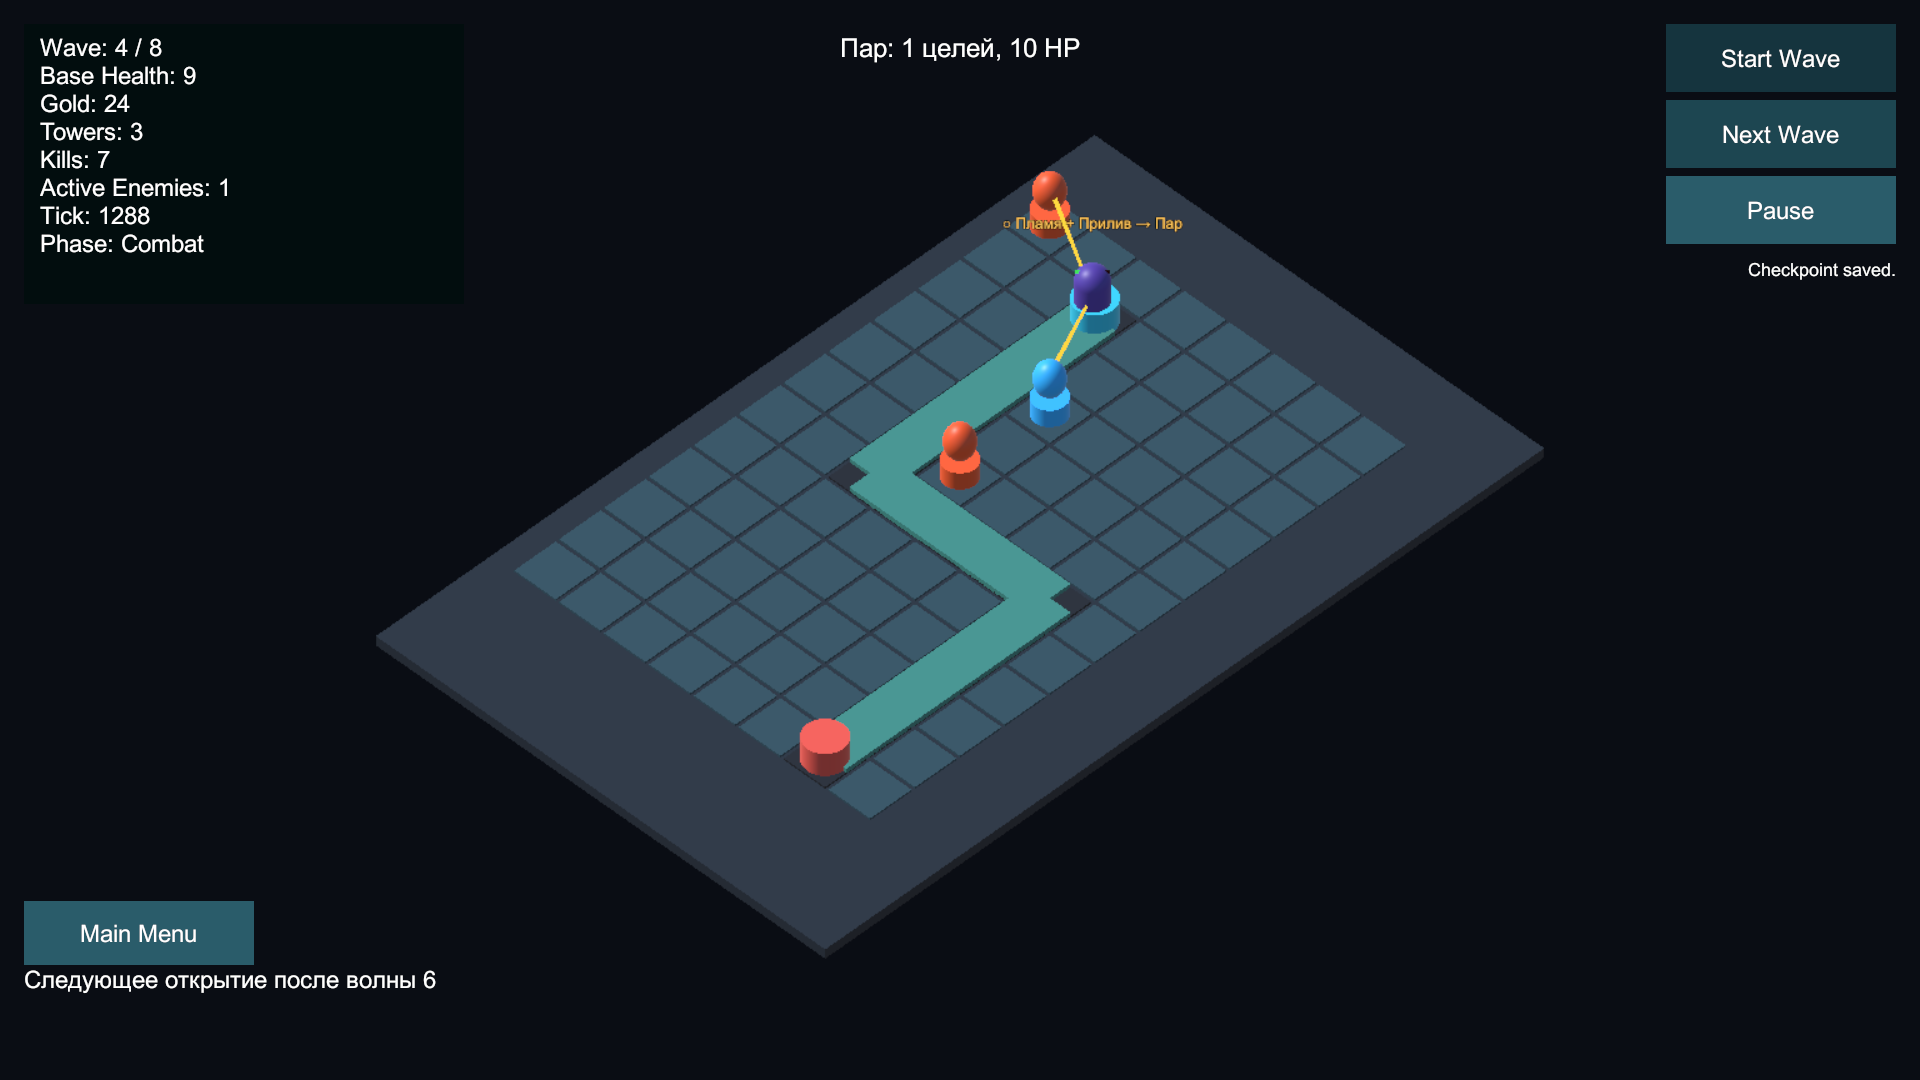 Wave: 4 / 8
Base Health: 9
Gold: 24
Towers: 3
Kills: 7
Active Enemies: 1
Tick: 1288
Phase: Combat
Пар: 1 целей, 10 HP
Start Wave
Next Wave
Pause
Checkpoint saved.
Пламя + Прилив → Пар
Main Menu
Следующее открытие после волны 6